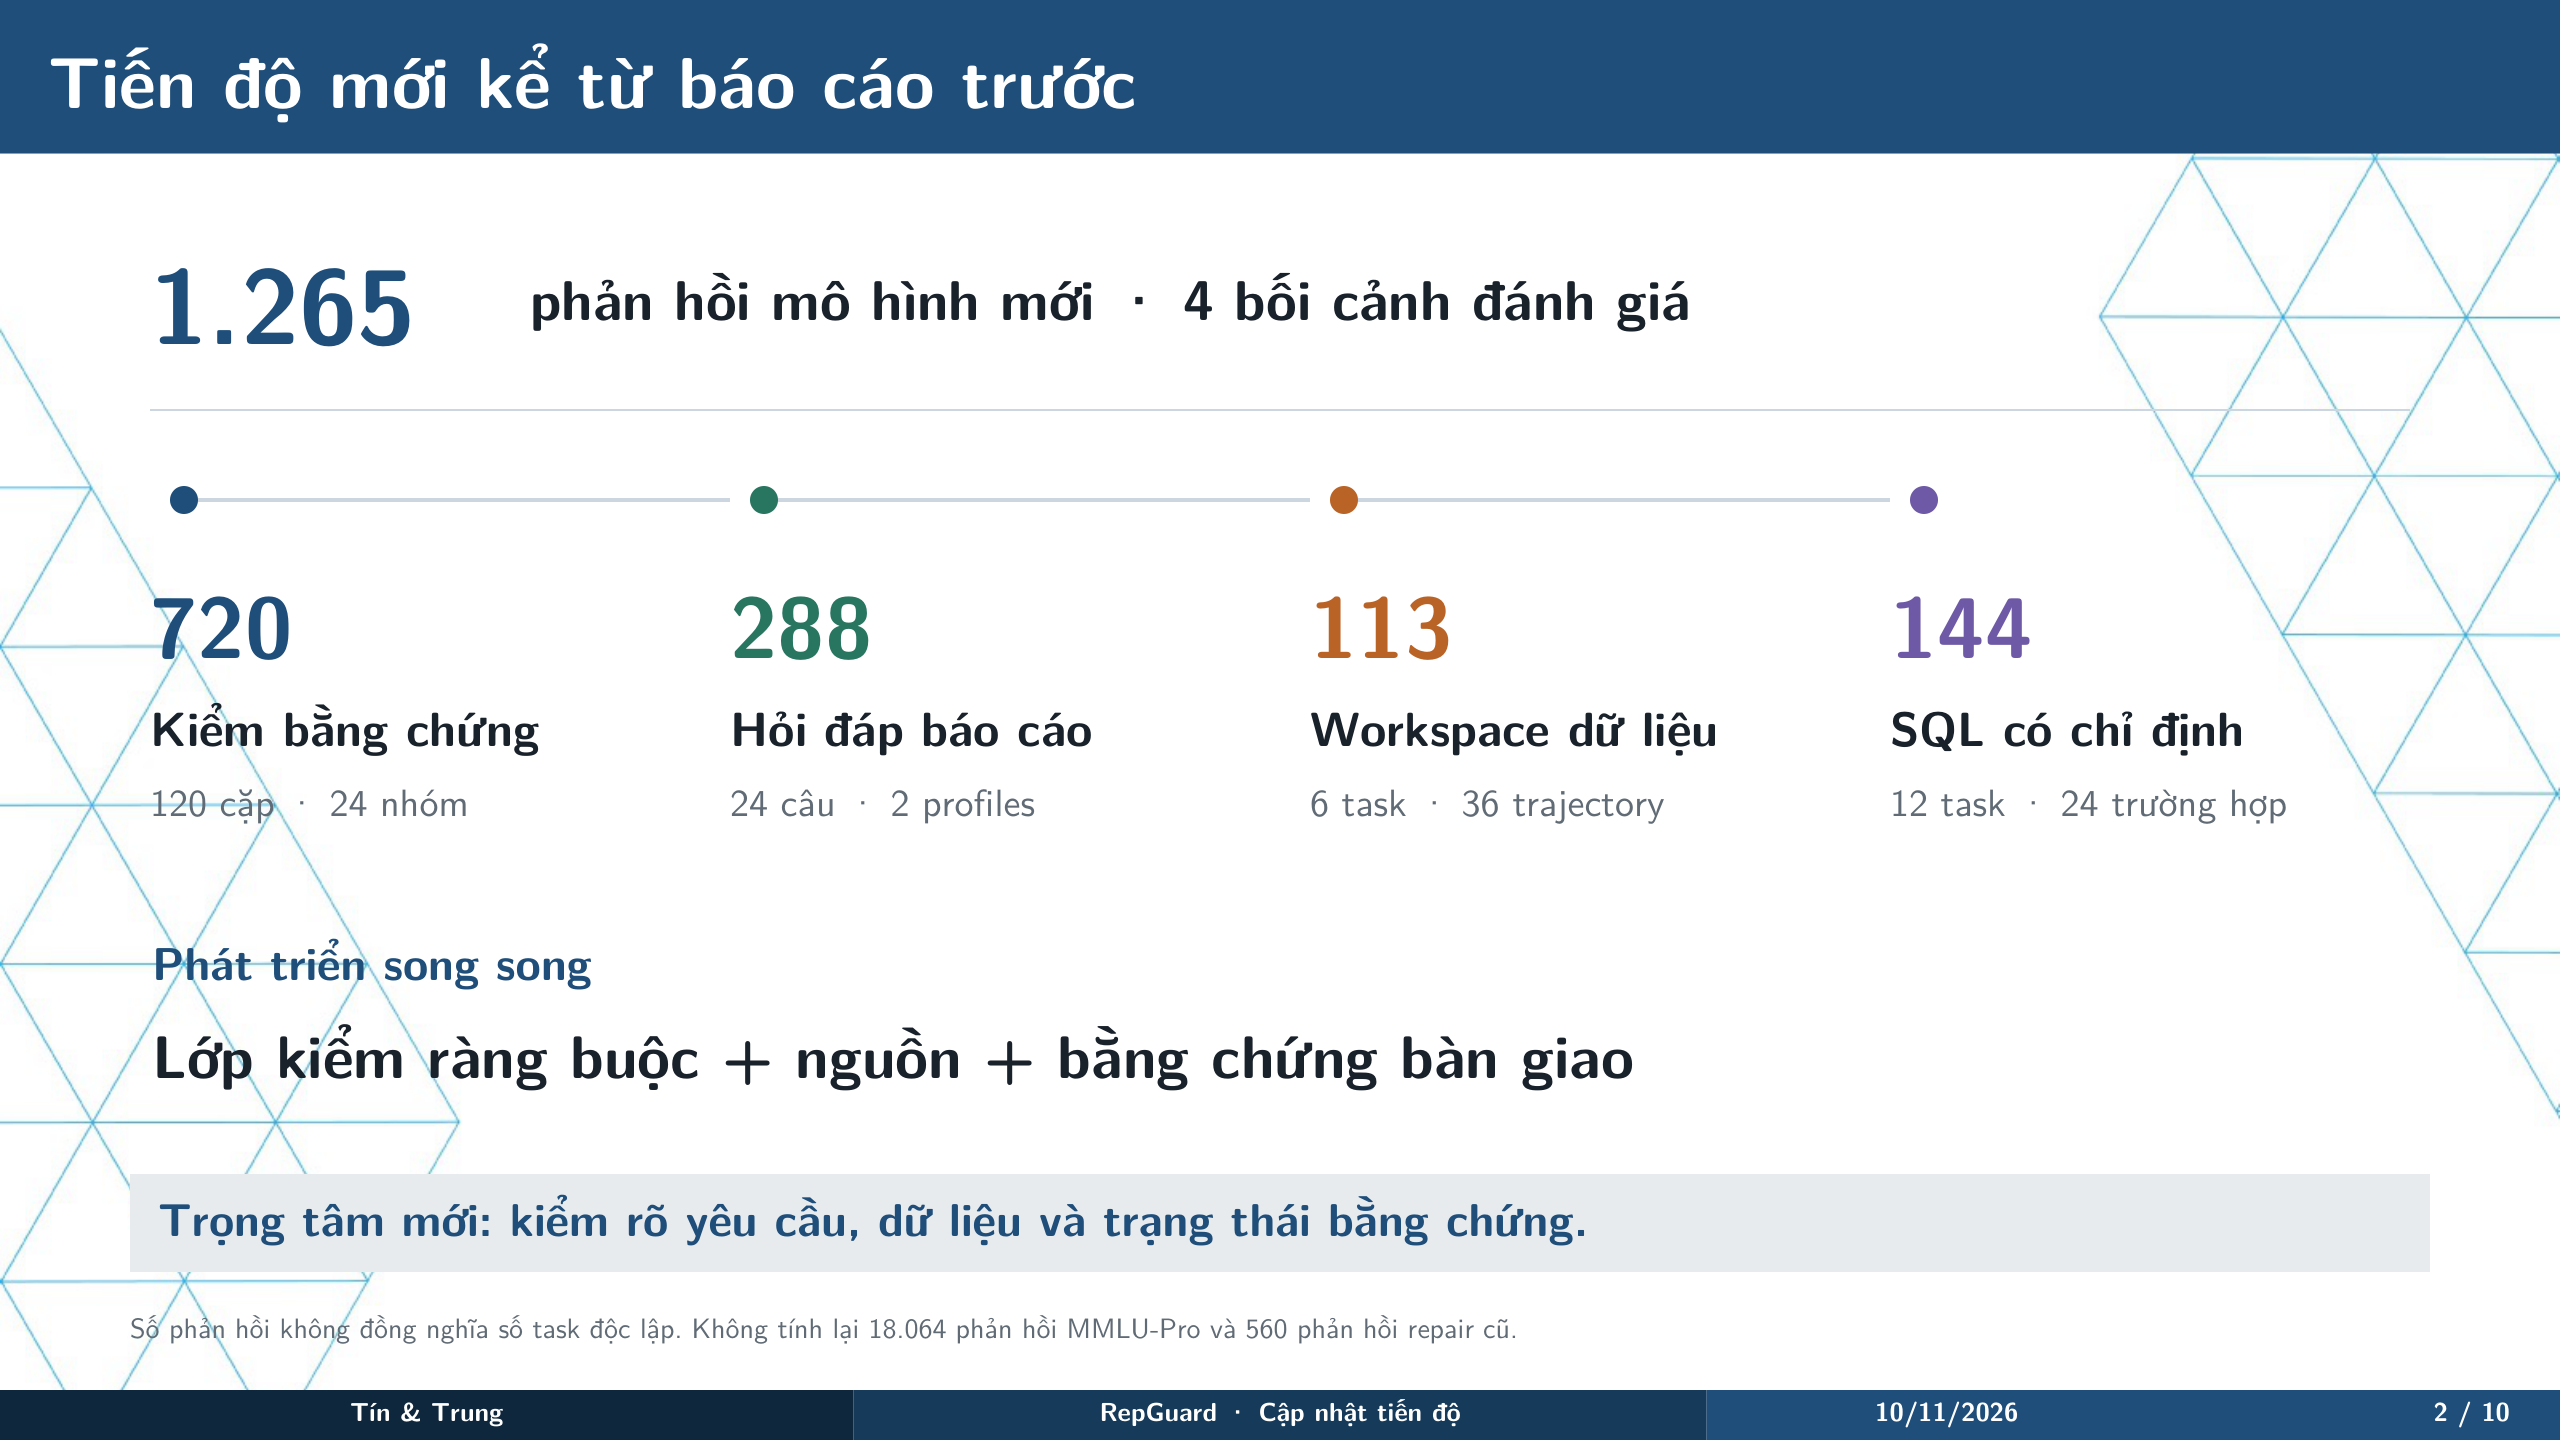 Tiến độ mới kể từ báo cáo trước
1.265 phản hồi mô hình mới · 4 bối cảnh đánh giá
720
Kiểm bằng chứng
120 cặp · 24 nhóm
288
Hỏi đáp báo cáo
24 câu · 2 profiles
113
Workspace dữ liệu
6 task · 36 trajectory
144
SQL có chỉ định
12 task · 24 trường hợp
Phát triển song song
Lớp kiểm ràng buộc + nguồn + bằng chứng bàn giao
Trọng tâm mới: kiểm rõ yêu cầu, dữ liệu và trạng thái bằng chứng.
Số phản hồi không đồng nghĩa số task độc lập. Không tính lại 18.064 phản hồi MMLU-Pro và 560 phản hồi repair cũ.
Tín & Trung
RepGuard · Cập nhật tiến độ
10/11/2026
2 / 10